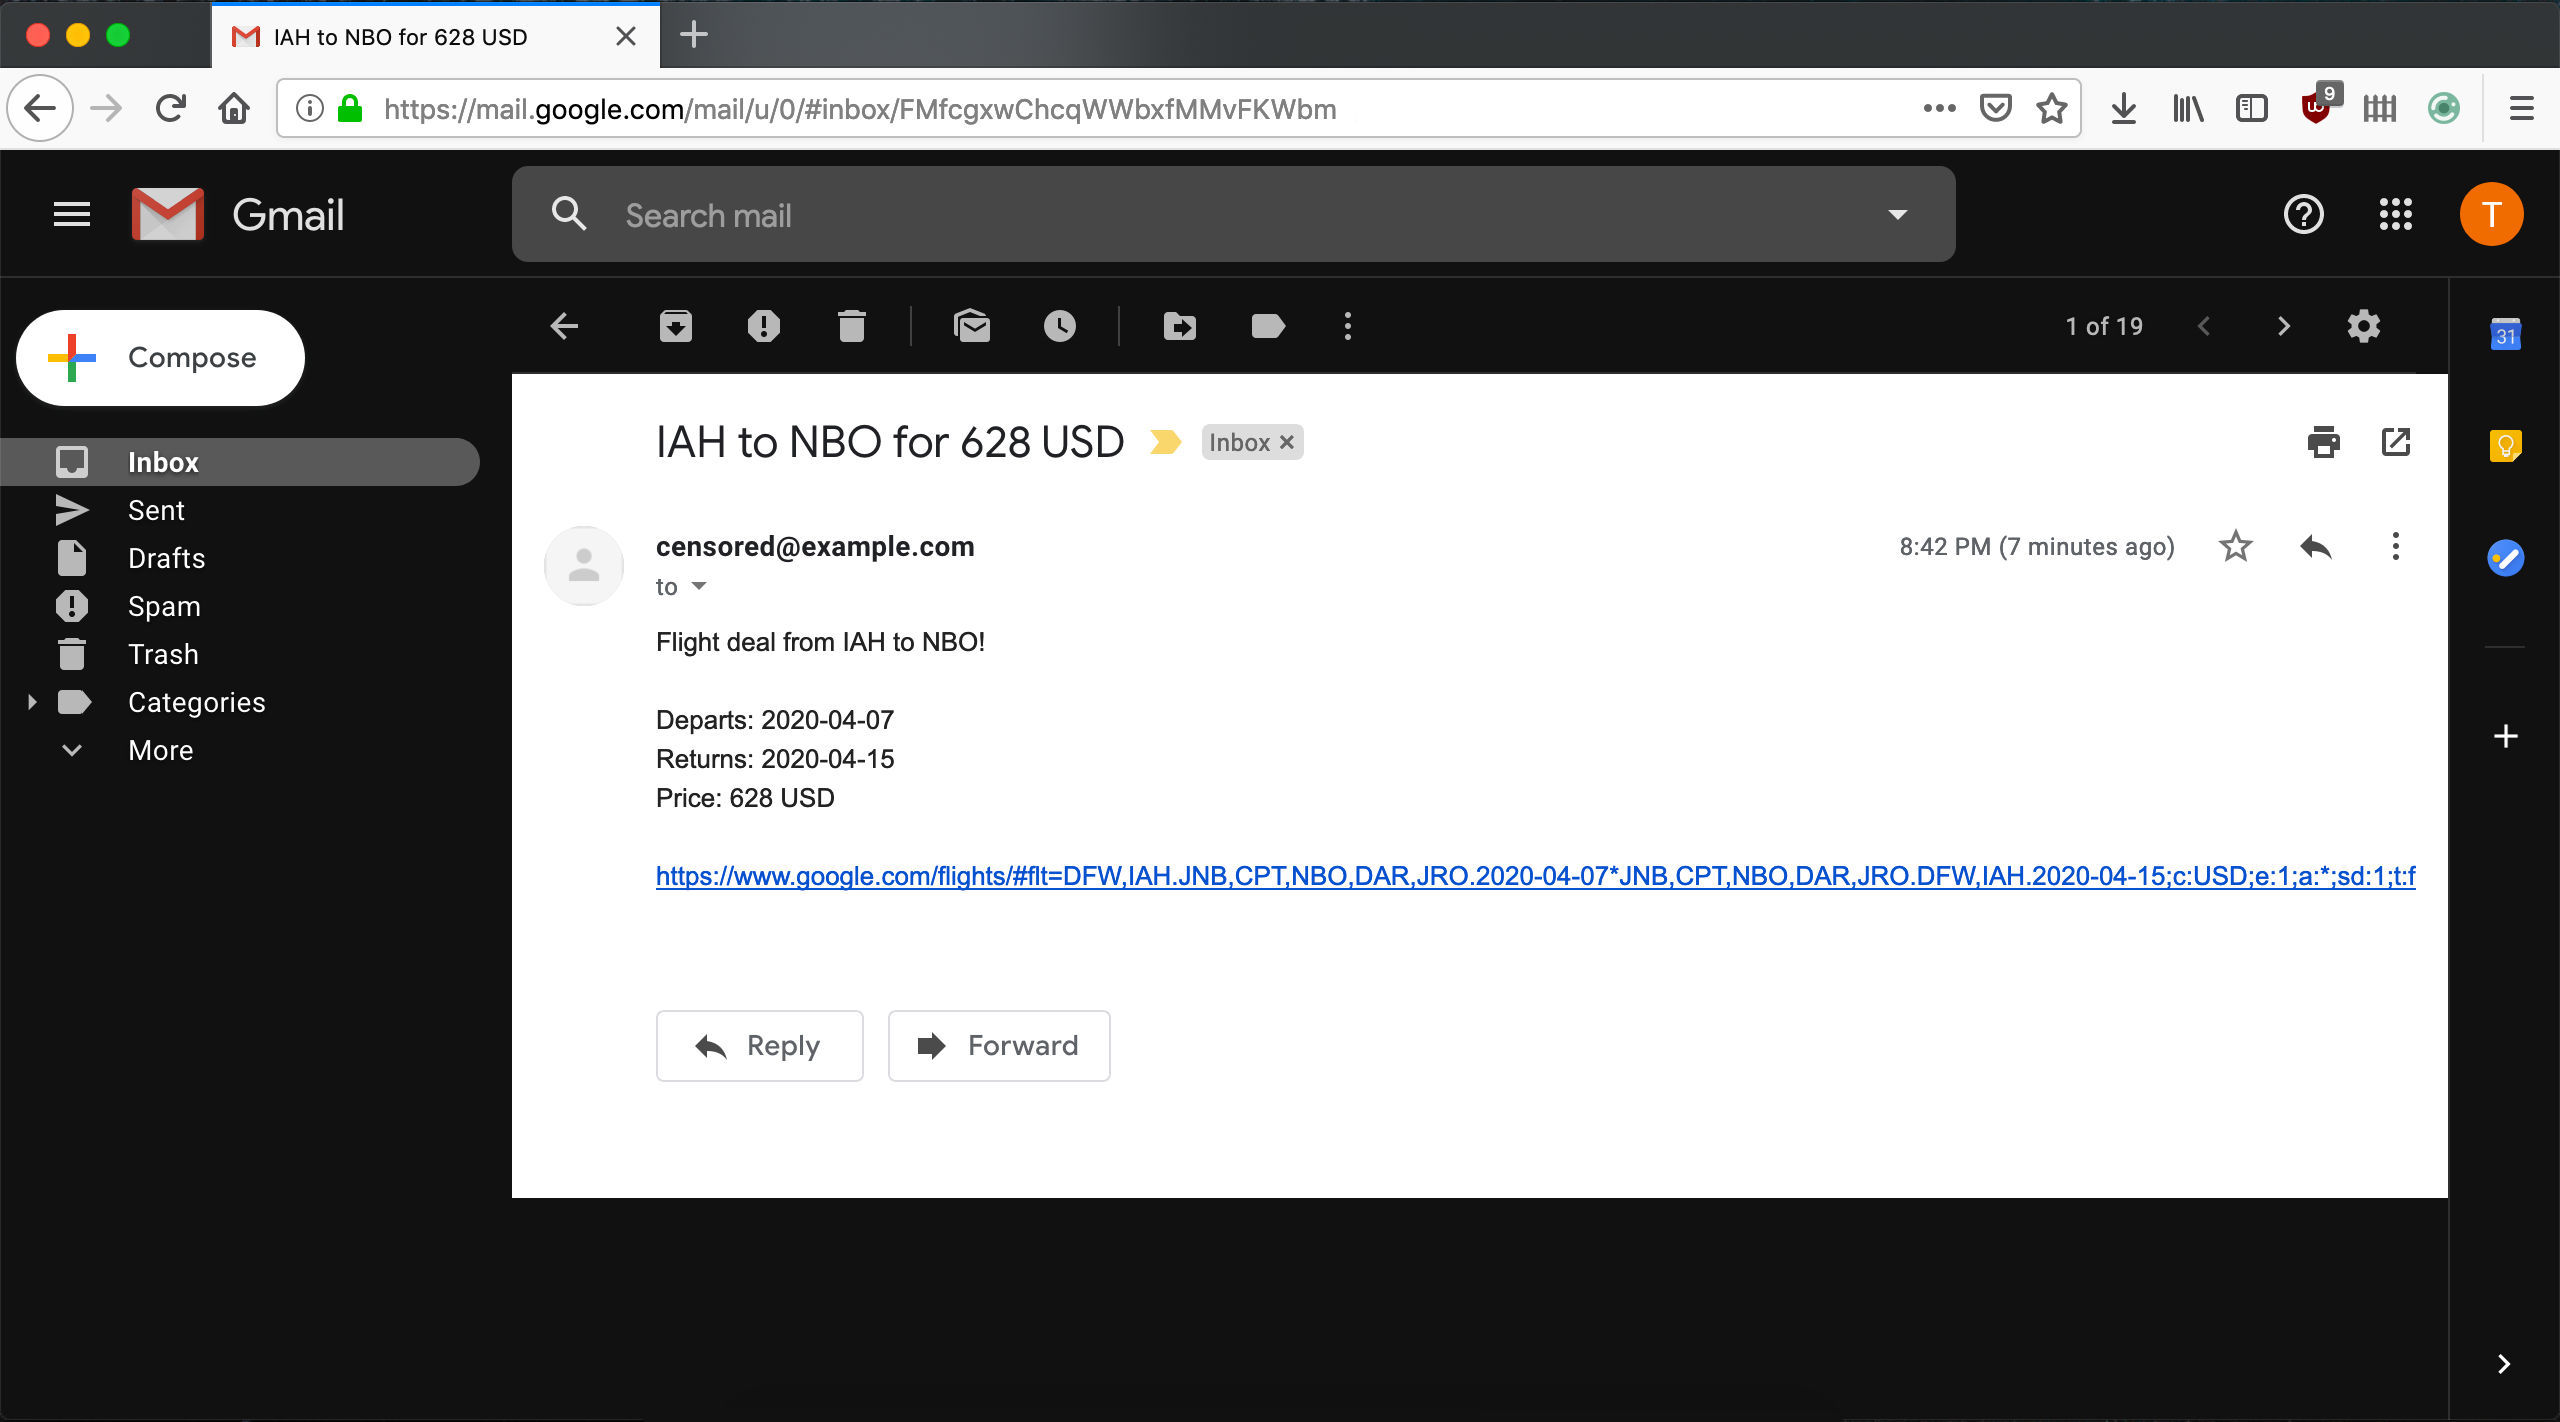 IAH to NBO for 628 USD
https://mail.google.com/mail/u/0/#inbox/FMfcgxwChcqWWbxfMMvFKWbm
9
Gmail
Search mail
T
Compose
1 of 19
31
Inbox
Sent
Drafts
Spam
Trash
Categories
More
IAH to NBO for 628 USD Inbox
censored@example.com
8:42 PM (7 minutes ago)
to
Flight deal from IAH to NBO!
Departs: 2020-04-07
Returns: 2020-04-15
Price: 628 USD
https://www.google.com/flights/#flt=DFW,IAH.JNB,CPT,NBO,DAR,JRO.2020-04-07*JNB,CPT,NBO,DAR,JRO.DFW,IAH.2020-04-15;c:USD;e:1;a:*;sd:1;t:f
Reply
Forward